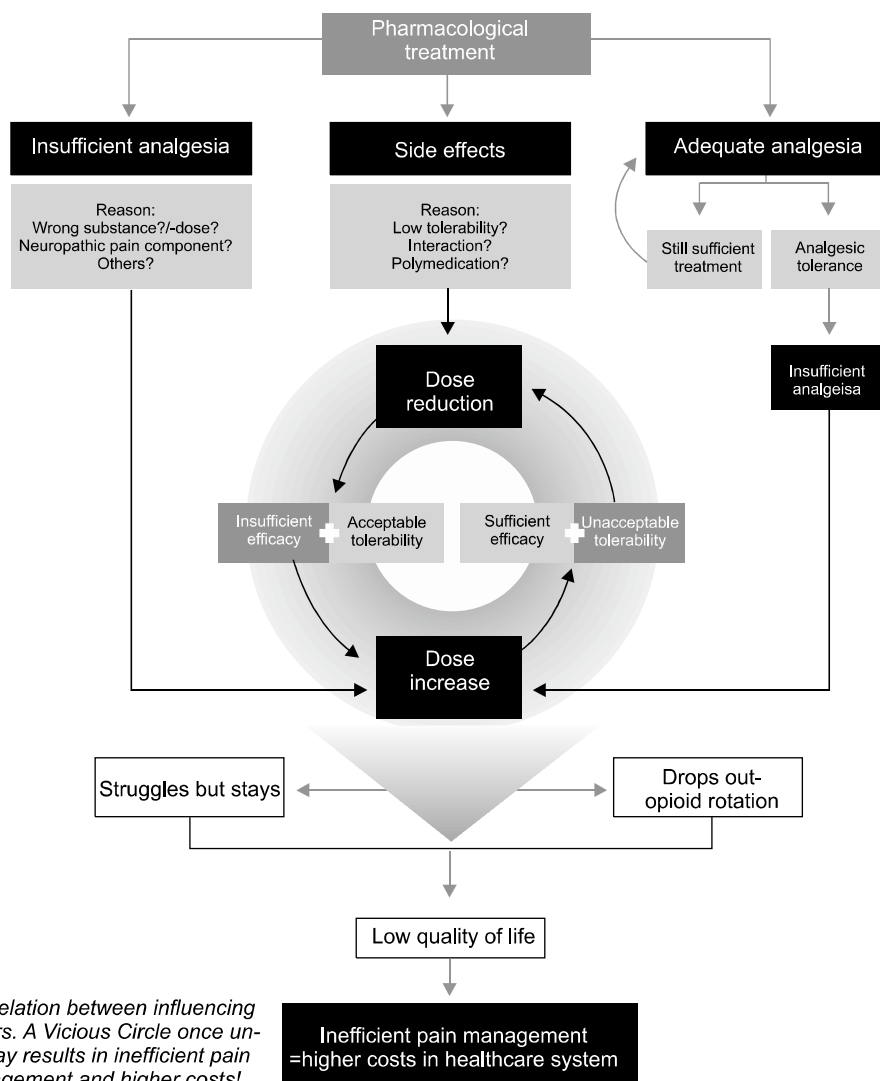 Pharmacological
treatment
Insufficient analgesia
Side effects
Adequate analgesia
Reason:
Wrong substance?/-dose?
Neuropathic pain component?
Others?
Reason:
Low tolerability?
Interaction?
Polymedication?
Still sufficient
treatment
Analgesic
tolerance
Insufficient
analgeisa
Dose
reduction
Insufficient
efficacy
Acceptable
tolerability
Sufficient
efficacy
Unacceptable
tolerability
Dose
increase
Struggles but stays
Drops out-
opioid rotation
Low quality of life
Inefficient pain management
=higher costs in healthcare system
elation between influencing
rs. A Vicious Circle once un-
ay results in inefficient pain
agement and higher costs!